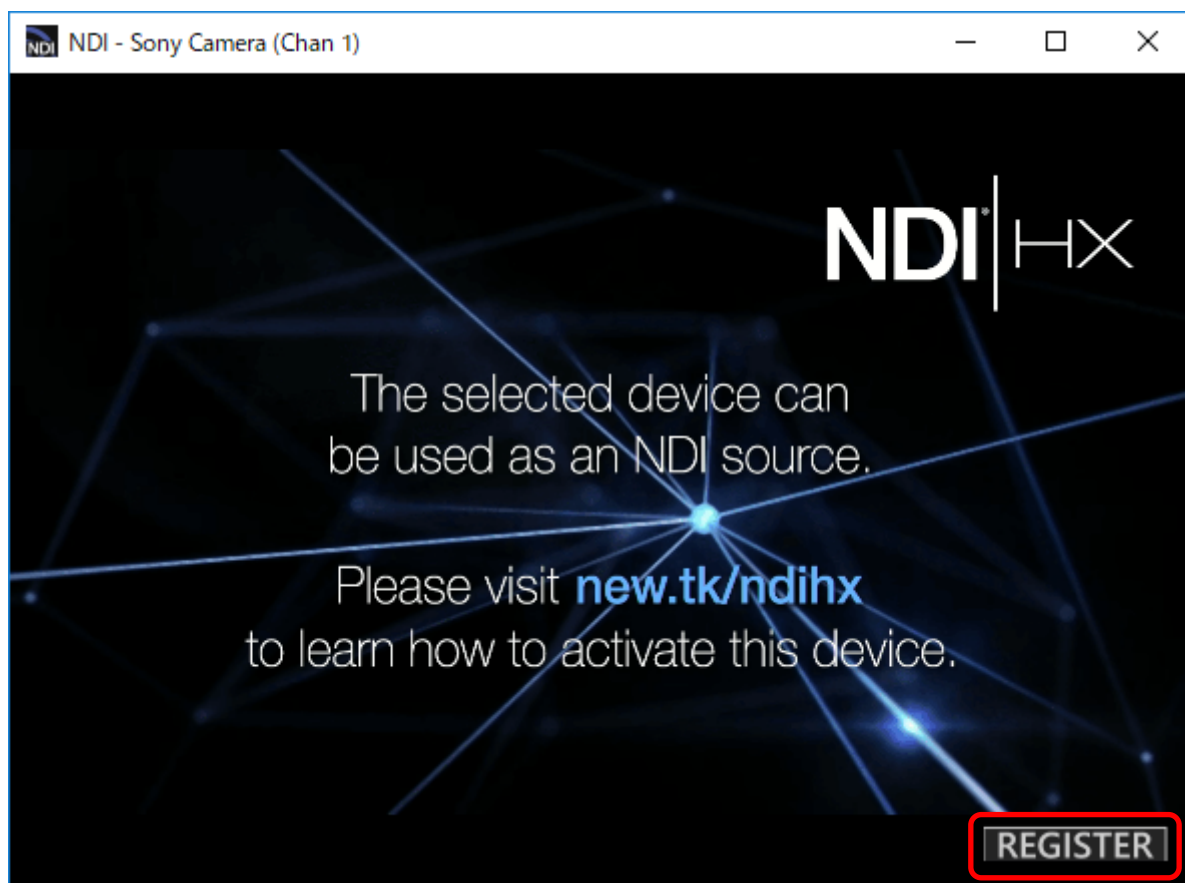 NDI NDI - Sony Camera (Chan 1)
NDI® HX
The selected device can
be used as an NDI source.
Please visit new.tk/ndihx
to learn how to activate this device.
REGISTER